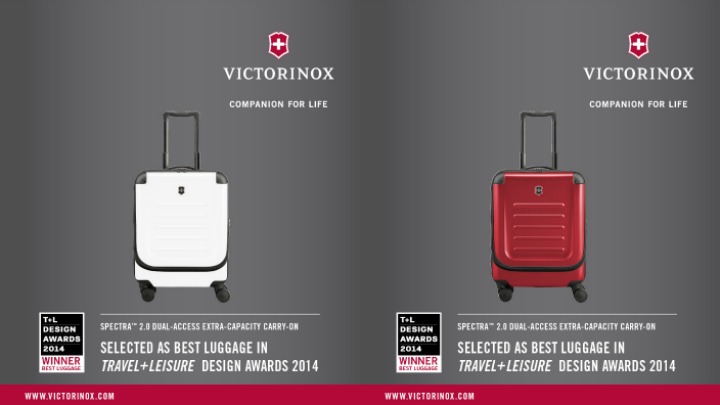 VICTORINOX
COMPANION FOR LIFE
T+L
DESIGN
AWARDS
2014
WINNER
BEST LUGGAGE
SPECTRA™ 2.0 DUAL-ACCESS EXTRA-CAPACITY CARRY-ON
SELECTED AS BEST LUGGAGE IN
TRAVEL+LEISURE DESIGN AWARDS 2014
WWW.VICTORINOX.COM
VICTORINOX
COMPANION FOR LIFE
T+L
DESIGN
AWARDS
2014
WINNER
BEST LUGGAGE
SPECTRA™ 2.0 DUAL-ACCESS EXTRA-CAPACITY CARRY-ON
SELECTED AS BEST LUGGAGE IN
TRAVEL+LEISURE DESIGN AWARDS 2014
WWW.VICTORINOX.COM